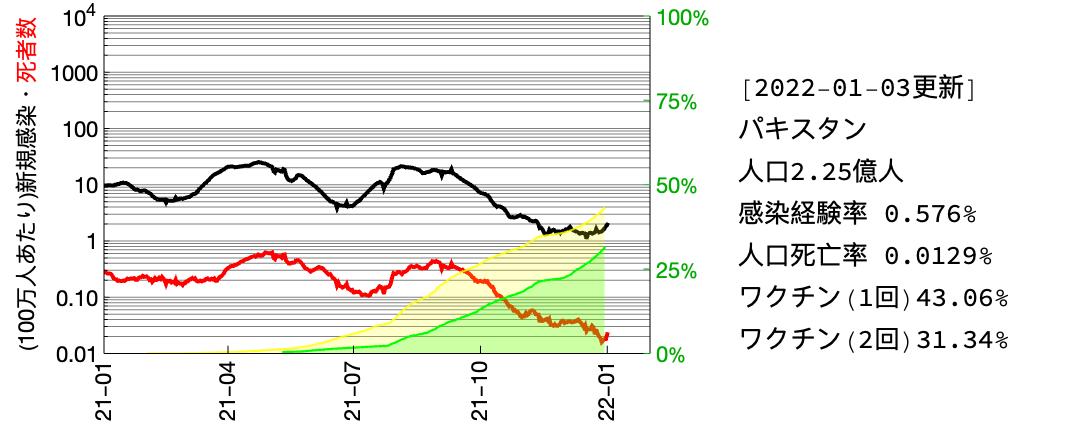 (100万人あたり)新規感染・死者数
10⁴
1000
100
10
1
0.10
0.01
100%
75%
50%
25%
0%
21-01
21-04
21-07
21-10
22-01
[2022-01-03更新]
パキスタン
人口2.25億人
感染経験率 0.576%
人口死亡率 0.0129%
ワクチン(1回)43.06%
ワクチン(2回)31.34%